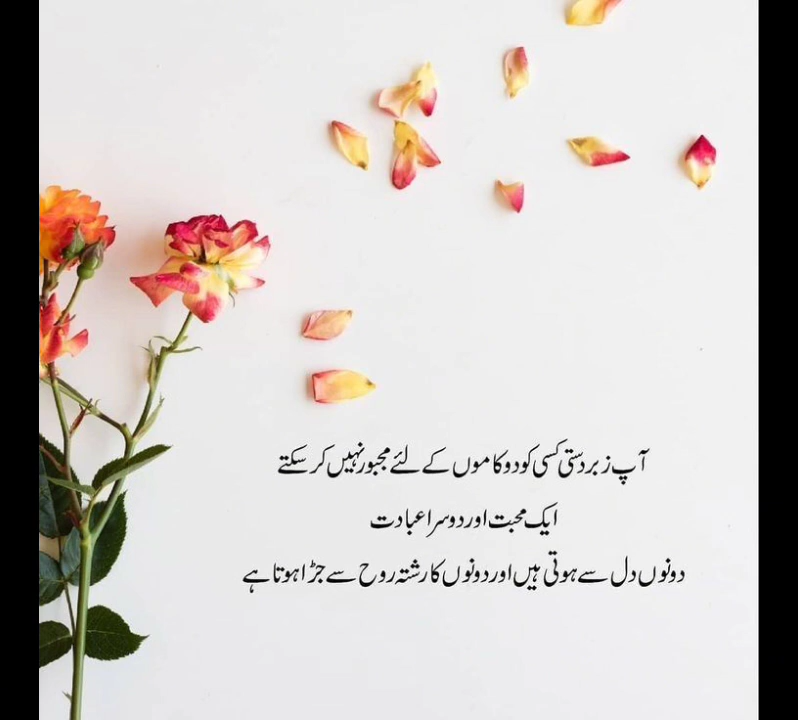 آپ زبردستی کسی کو دو کاموں کے لئے مجبور نہیں کر سکتے
ایک محبت اور دوسرا عبادت
دونوں دل سے ہوتی ہیں اور دونوں کا رشتہ روح سے جڑا ہوتا ہے